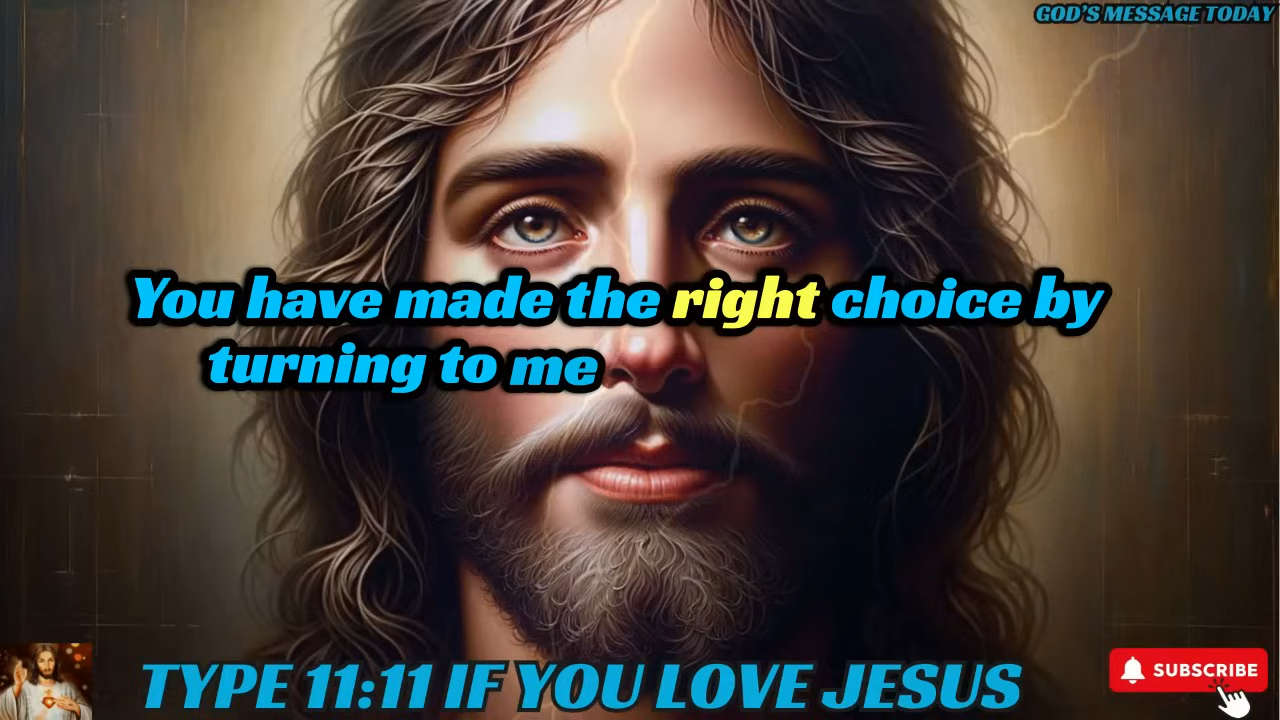 GOD'S MESSAGE TODAY
You have made the right choice by
turning to me
TYPE 11:11 IF YOU LOVE JESUS
SUBSCRIBE